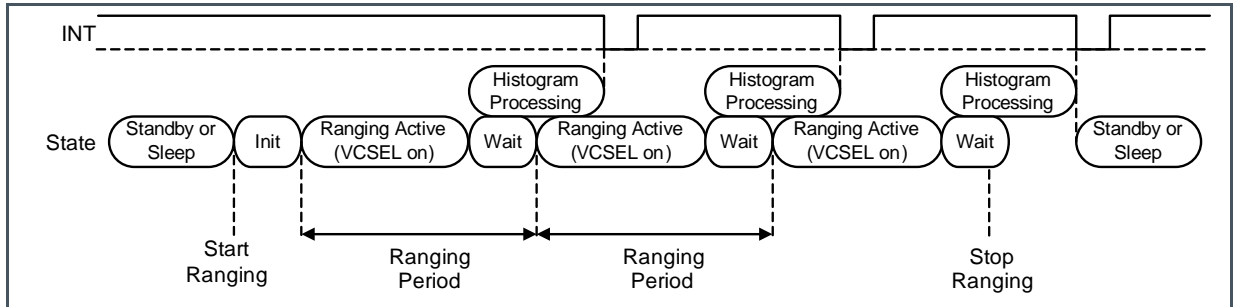 INT
Histogram
Processing
Histogram
Processing
Histogram
Processing
State
Standby or
Sleep
Init
Ranging Active
(VCSEL on)
Wait
Ranging Active
(VCSEL on)
Wait
Ranging Active
(VCSEL on)
Wait
Standby or
Sleep
Start
Ranging
Ranging
Period
Ranging
Period
Stop
Ranging